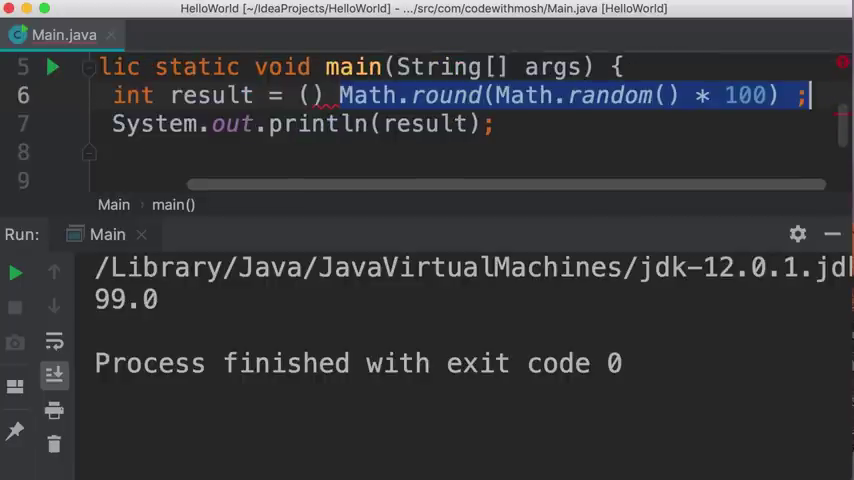 HelloWorld [~/IdeaProjects/HelloWorld] - .../src/com/codewithmosh/Main.java [HelloWorld]
Main.java
5 lic static void main(String[] args) {
6 int result = () Math.round(Math.random() * 100) ;
7 System.out.println(result);
8
9
Main › main()
Run: Main
/Library/Java/JavaVirtualMachines/jdk-12.0.1.jd
99.0
Process finished with exit code 0